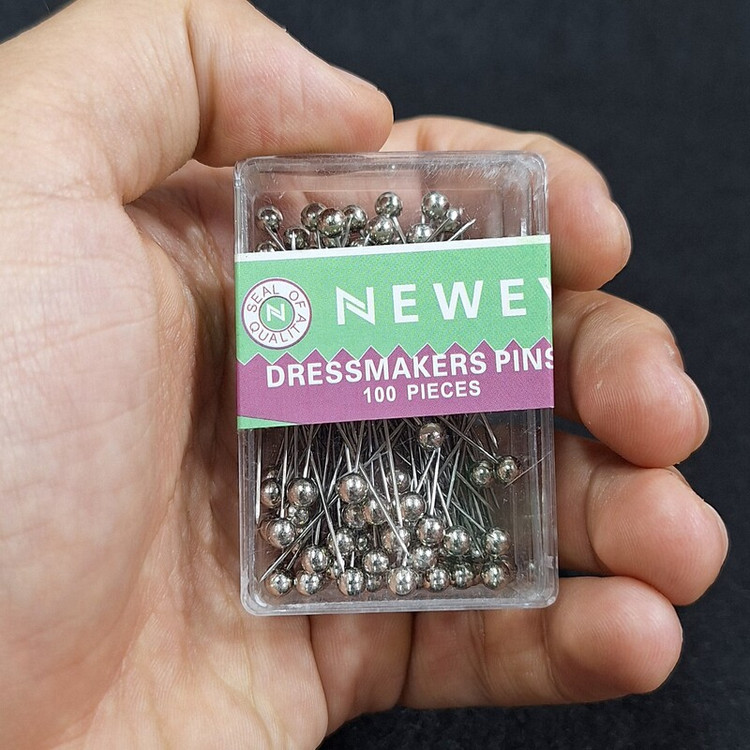 SEAL OF
QUALITY
N
NEWEY
DRESSMAKERS PINS
100 PIECES